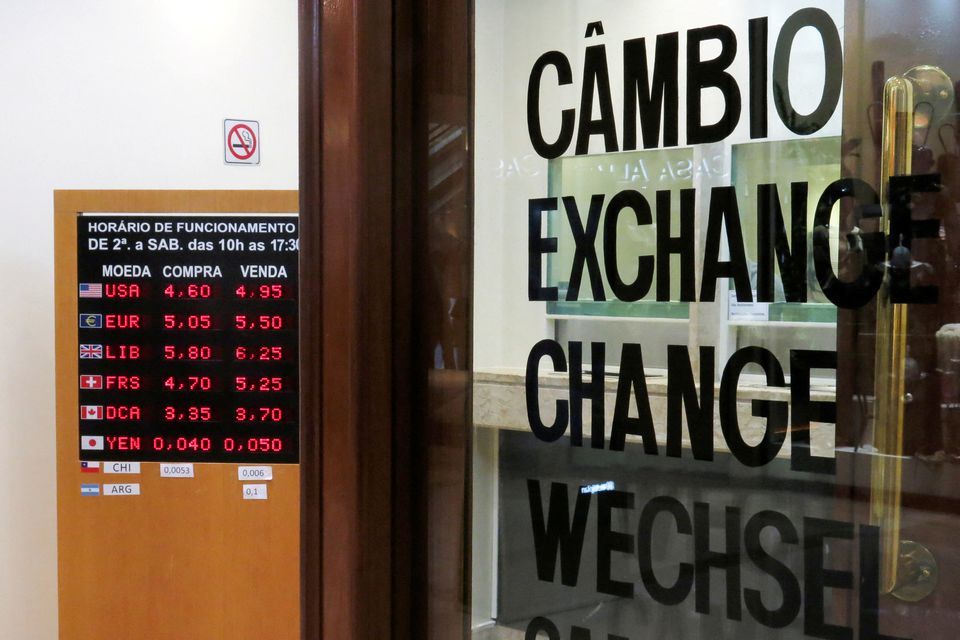 HORÁRIO DE FUNCIONAMENTO
DE 2ª. a SAB. das 10h as 17:30
MOEDA COMPRA VENDA
USA 4,60 4,95
EUR 5,05 5,50
LIB 5,80 6,25
FRS 4,70 5,25
DCA 3,35 3,70
YEN 0,040 0,050
CHI 0,0053 0,006
ARG 0,1
CÂMBIO
EXCHANGE
CHANGE
WECHSEL